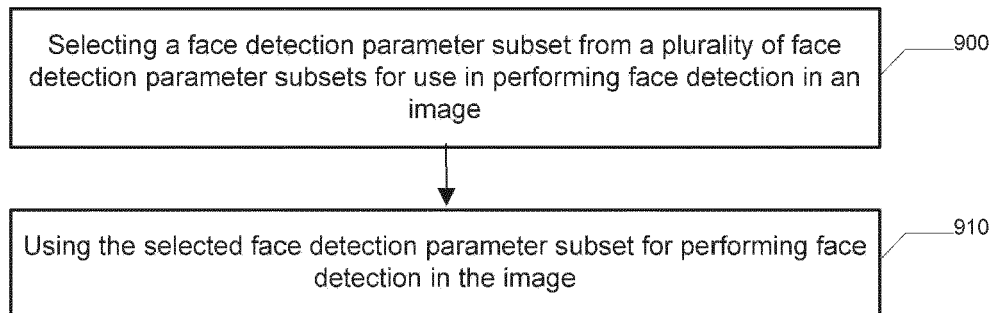 Selecting a face detection parameter subset from a plurality of face
detection parameter subsets for use in performing face detection in an
image
900
Using the selected face detection parameter subset for performing face
detection in the image
910